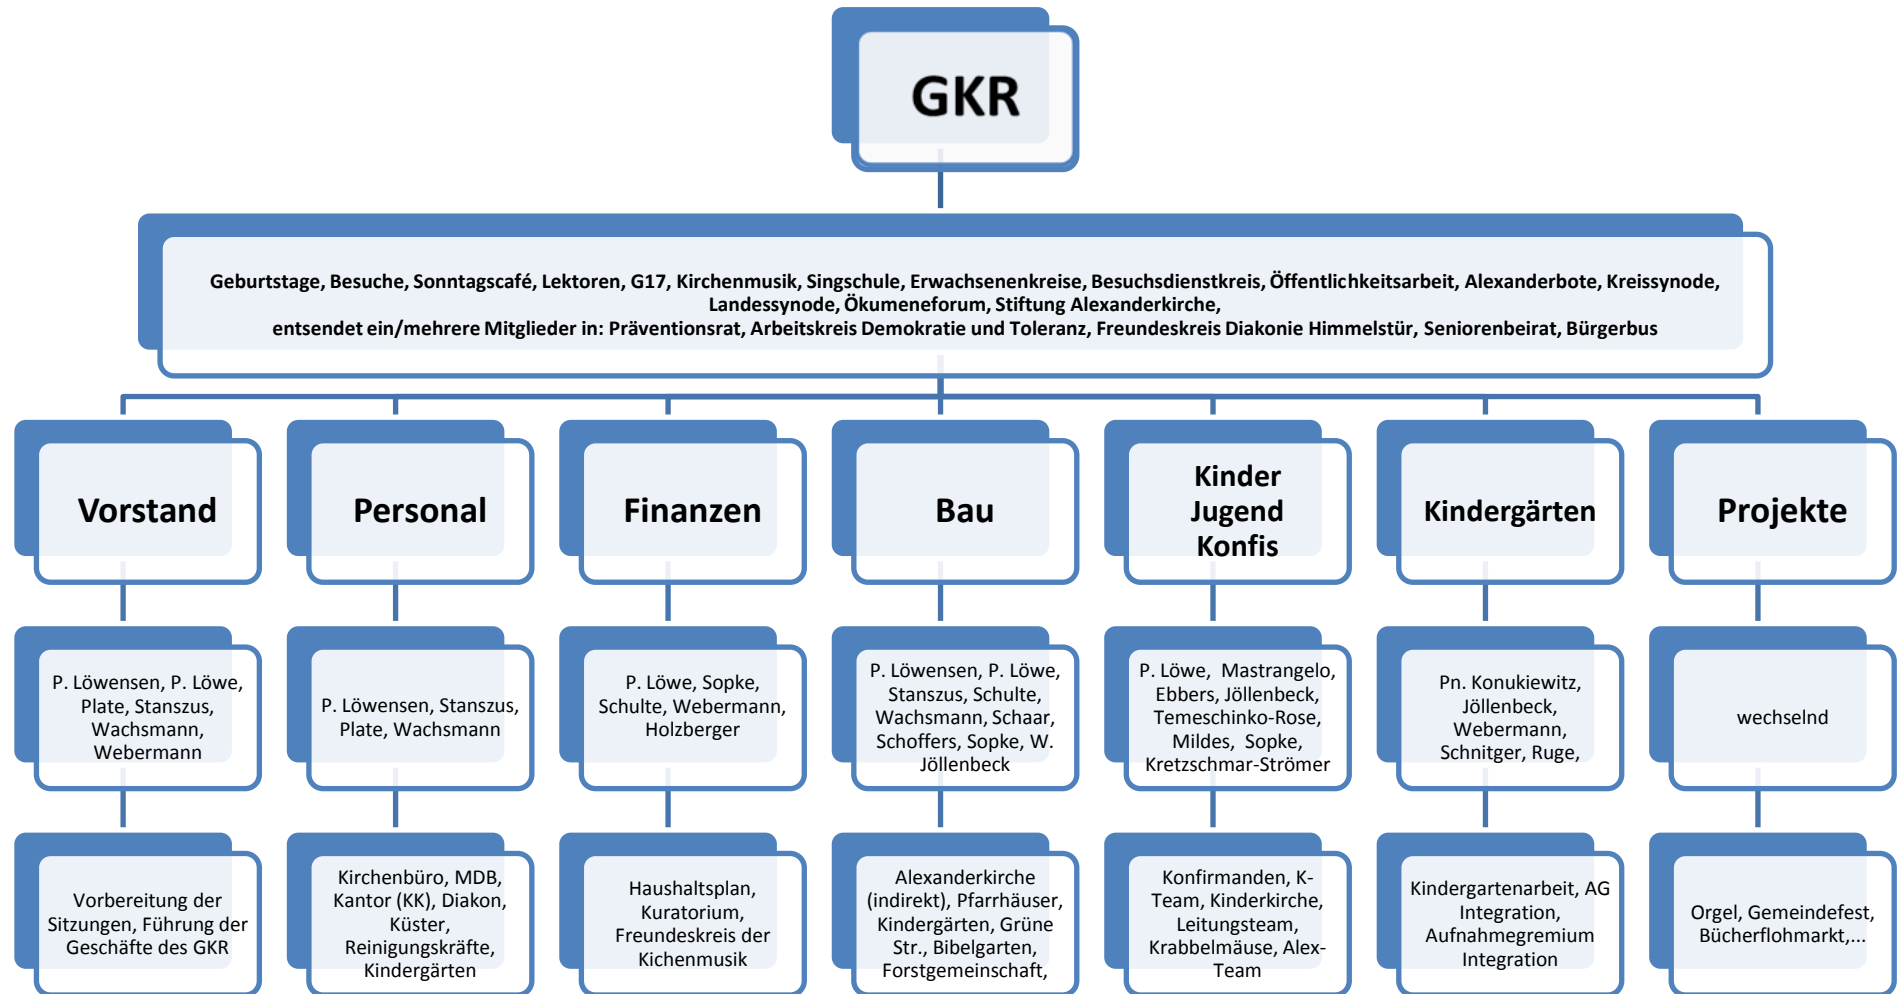 GKR
Geburtstage, Besuche, Sonntagscafé, Lektoren, G17, Kirchenmusik, Singschule, Erwachsenenkreise, Besuchsdienstkreis, Öffentlichkeitsarbeit, Alexanderbote, Kreissynode,
Landessynode, Ökumeneforum, Stiftung Alexanderkirche,
entsendet ein/mehrere Mitglieder in: Präventionsrat, Arbeitskreis Demokratie und Toleranz, Freundeskreis Diakonie Himmelstür, Seniorenbeirat, Bürgerbus
Vorstand
Personal
Finanzen
Bau
Kinder
Jugend
Konfis
Kindergärten
Projekte
P. Löwensen, P. Löwe,
Plate, Stanszus,
Wachsmann,
Webermann
P. Löwensen, Stanszus,
Plate, Wachsmann
P. Löwe, Sopke,
Schulte, Webermann,
Holzberger
P. Löwensen, P. Löwe,
Stanszus, Schulte,
Wachsmann, Schaar,
Schoffers, Sopke, W.
Jöllenbeck
P. Löwe, Mastrangelo,
Ebbers, Jöllenbeck,
Temeschinko-Rose,
Mildes, Sopke,
Kretzschmar-Strömer
Pn. Konukiewitz,
Jöllenbeck,
Webermann,
Schnitger, Ruge,
wechselnd
Vorbereitung der
Sitzungen, Führung der
Geschäfte des GKR
Kirchenbüro, MDB,
Kantor (KK), Diakon,
Küster,
Reinigungskräfte,
Kindergärten
Haushaltsplan,
Kuratorium,
Freundeskreis der
Kichenmusik
Alexanderkirche
(indirekt), Pfarrhäuser,
Kindergärten, Grüne
Str., Bibelgarten,
Forstgemeinschaft,
Konfirmanden, K-
Team, Kinderkirche,
Leitungsteam,
Krabbelmäuse, Alex-
Team
Kindergartenarbeit, AG
Integration,
Aufnahmegremium
Integration
Orgel, Gemeindefest,
Bücherflohmarkt,...